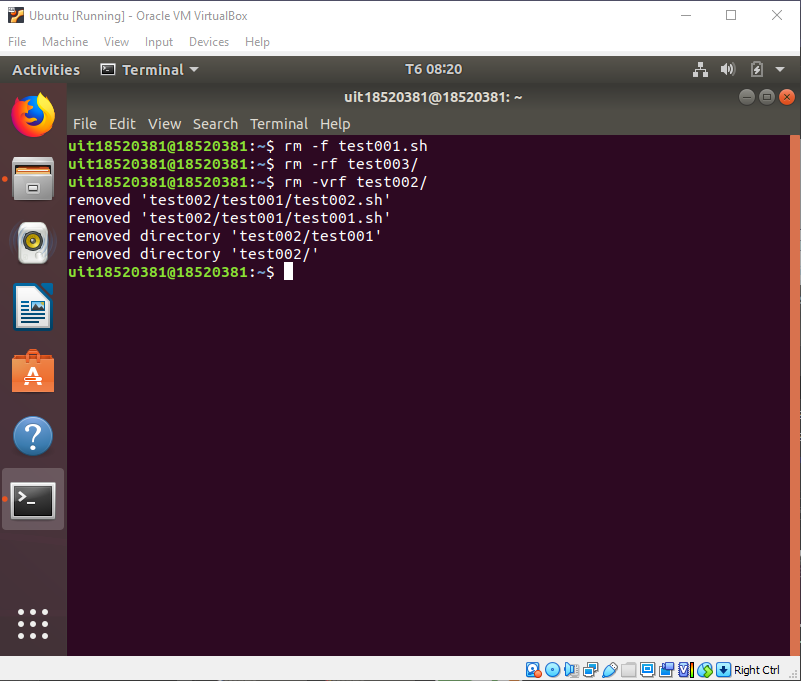 Ubuntu [Running] - Oracle VM VirtualBox
File Machine View Input Devices Help
Activities Terminal T6 08:20
uit18520381@18520381: ~
File Edit View Search Terminal Help
uit18520381@18520381:~$ rm -f test001.sh
uit18520381@18520381:~$ rm -rf test003/
uit18520381@18520381:~$ rm -vrf test002/
removed 'test002/test001/test002.sh'
removed 'test002/test001/test001.sh'
removed directory 'test002/test001'
removed directory 'test002/'
uit18520381@18520381:~$
Right Ctrl